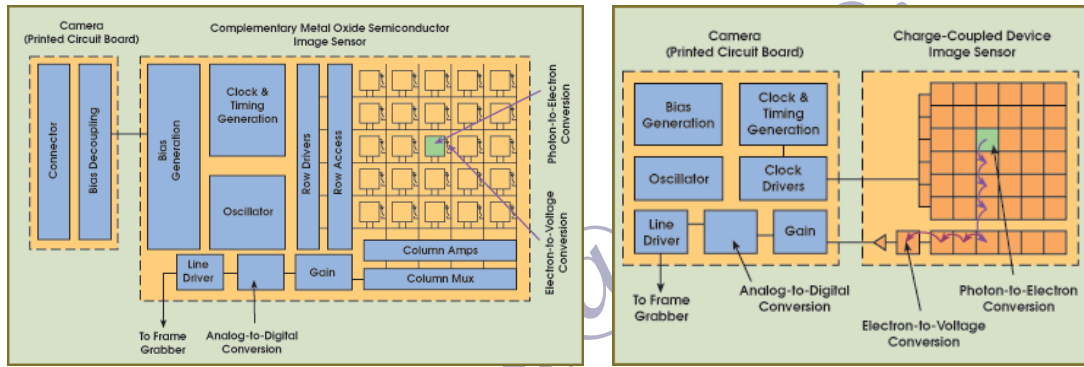 Camera
(Printed Circuit Board)
Complementary Metal Oxide Semiconductor
Image Sensor
Connector
Bias Decoupling
Bias
Generation
Clock &
Timing
Generation
Oscillator
Row Drivers
Row Access
Photon-to-Electron
Conversion
Electron-to-Voltage
Conversion
Column Amps
Column Mux
Line
Driver
Gain
To Frame
Grabber
Analog-to-Digital
Conversion
Camera
(Printed Circuit Board)
Charge-Coupled Device
Image Sensor
Bias
Generation
Clock &
Timing
Generation
Oscillator
Clock
Drivers
Line
Driver
Gain
To Frame
Grabber
Analog-to-Digital
Conversion
Photon-to-Electron
Conversion
Electron-to-Voltage
Conversion